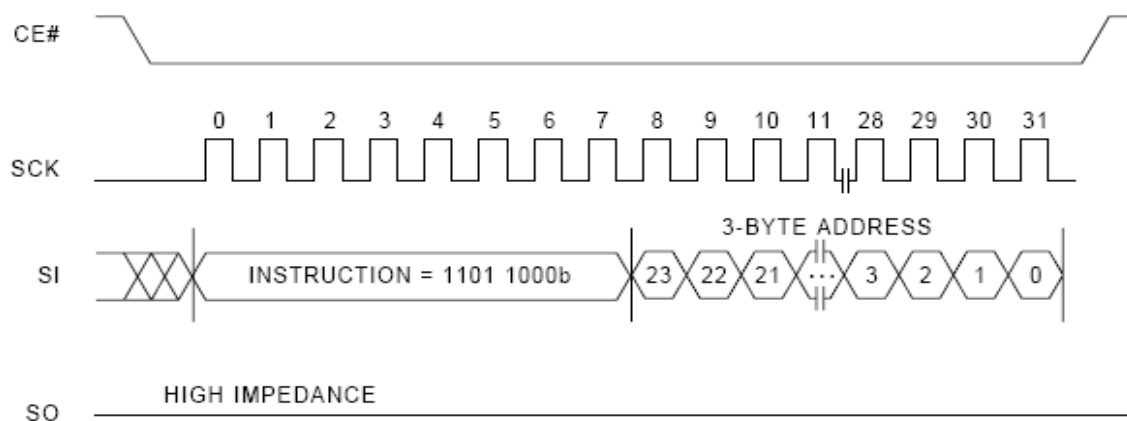 CE#
0 1 2 3 4 5 6 7 8 9 10 11 28 29 30 31
SCK
3-BYTE ADDRESS
SI INSTRUCTION = 1101 1000b 23 22 21 ... 3 2 1 0
HIGH IMPEDANCE
SO